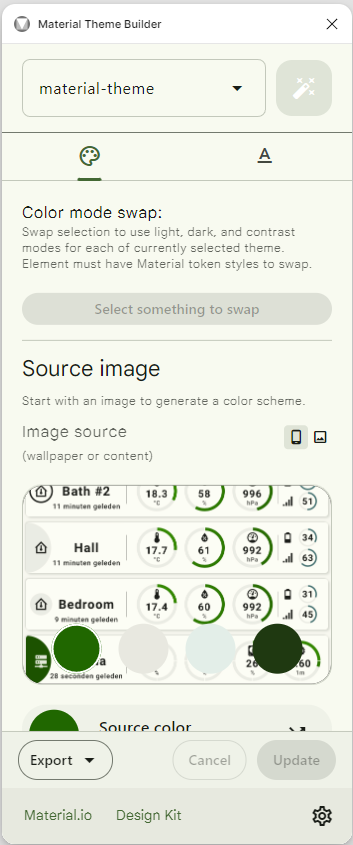 Material Theme Builder
material-theme
A
Color mode swap:
Swap selection to use light, dark, and contrast
modes for each of currently selected theme.
Element must have Material token styles to swap.
Select something to swap
Source image
Start with an image to generate a color scheme.
Image source
(wallpaper or content)
Bath #2 18.3 58 996 51
11 minuten geleden °C % hPa
Hall 17.7 61 992 34 63
11 minuten geleden °C % hPa
Bedroom 17.4 60 992 31 45
9 minuten geleden °C % hPa
28 seconden geleden % 1m
Source color
Export Cancel Update
Material.io Design Kit